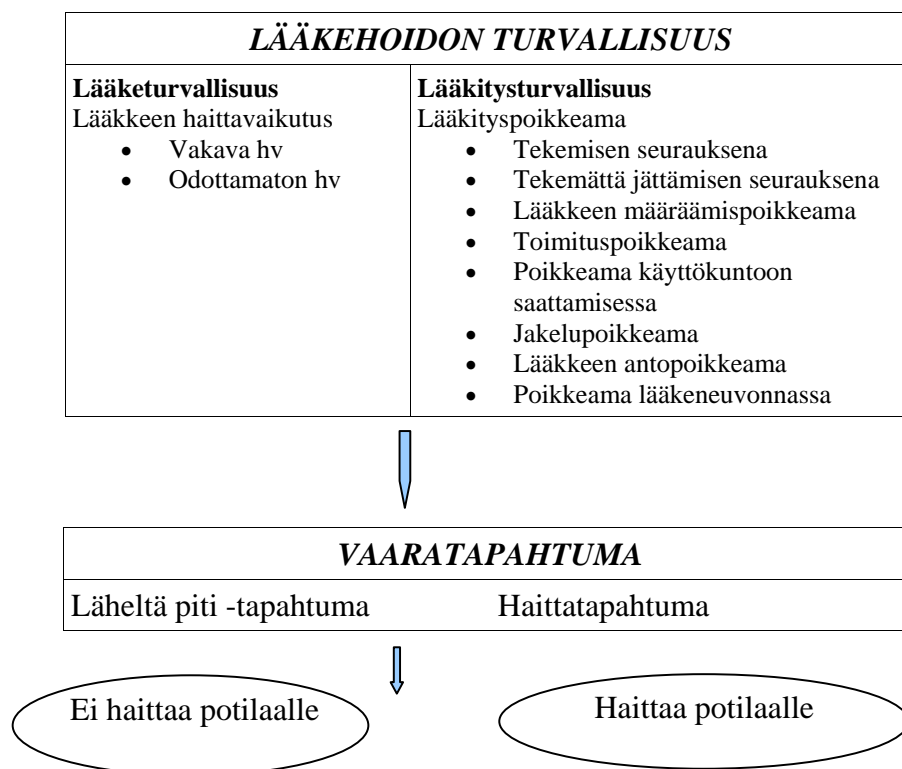 LÄÄKEHOIDON TURVALLISUUS
Lääketurvallisuus
Lääkkeen haittavaikutus
• Vakava hv
• Odottamaton hv
Lääkitysturvallisuus
Lääkityspoikkeama
• Tekemisen seurauksena
• Tekemättä jättämisen seurauksena
• Lääkkeen määräämispoikkeama
• Toimituspoikkeama
• Poikkeama käyttökuntoon
saattamisessa
• Jakelupoikkeama
• Lääkkeen antopoikkeama
• Poikkeama lääkeneuvonnassa
VAARATAPAHTUMA
Läheltä piti -tapahtuma Haittatapahtuma
Ei haittaa potilaalle Haittaa potilaalle